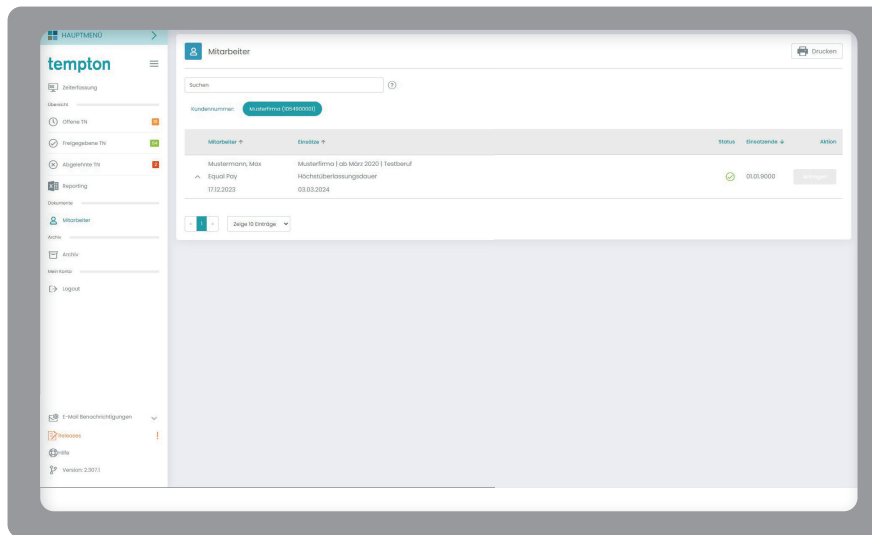 HAUPTMENÜ
tempton
Zeiterfassung
Übersicht
Offene TN
Freigegebene TN
Abgelehnte TN
2
Reporting
Dokumente
Mitarbeiter
Archiv
Archiv
Mein Konto
Logout
E-Mail Benachrichtigungen
Releases !
Hilfe
Version: 2.307.1
Mitarbeiter
Drucken
Suchen
?
Kundennummer: Musterfirma (1054900001)
Mitarbeiter Einsätze Status Einsatzende Aktion
Mustermann, Max Musterfirma | ab März 2020 | Testberuf
Equal Pay Höchstüberlassungsdauer 01.01.9000
17.12.2023 03.03.2024
1 Zeige 10 Einträge